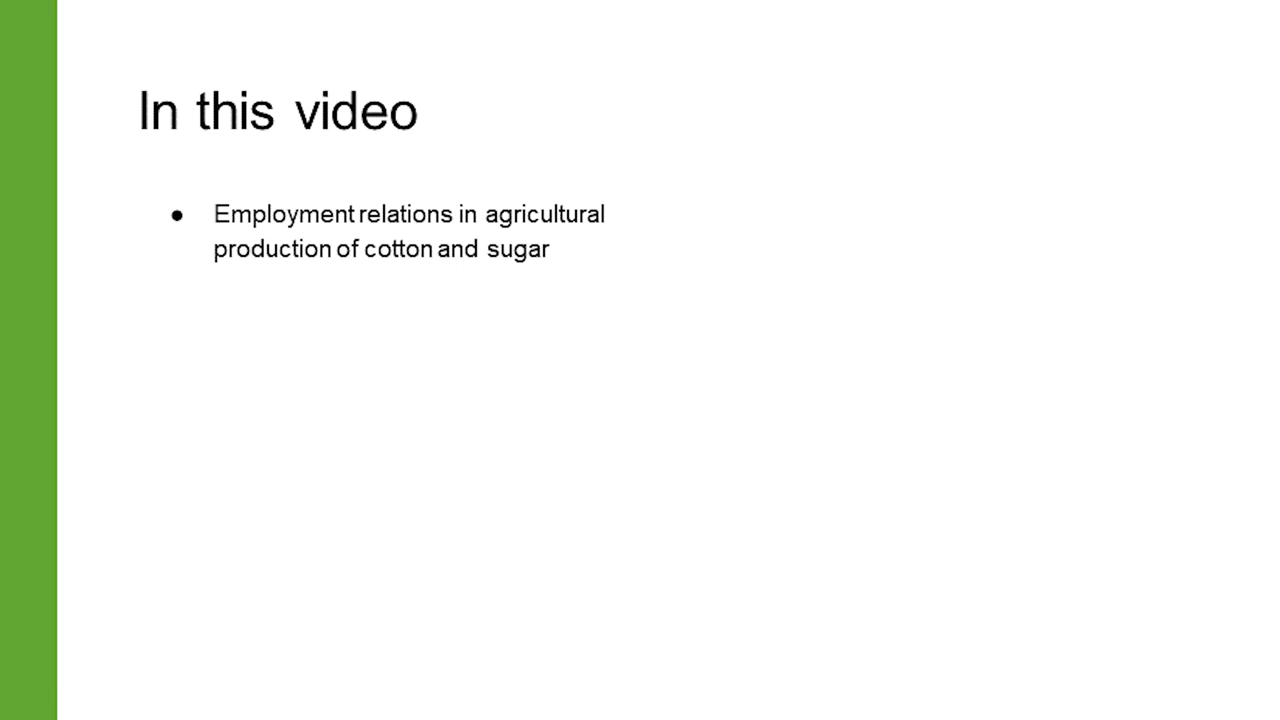 In this video
● Employment relations in agricultural
production of cotton and sugar